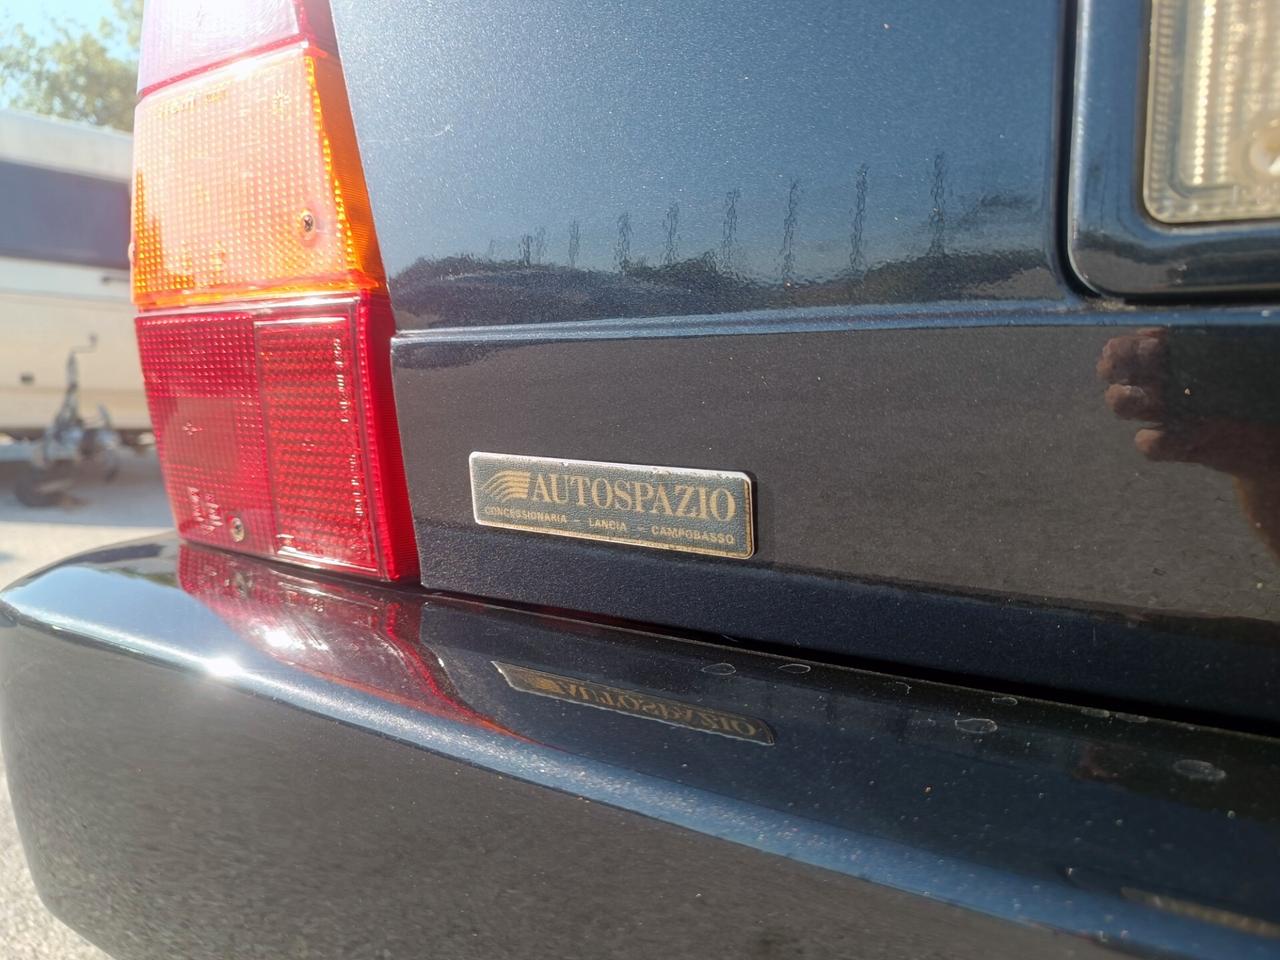 AUTOSPAZIO
CONCESSIONARIA - LANCIA - CAMPOBASSO